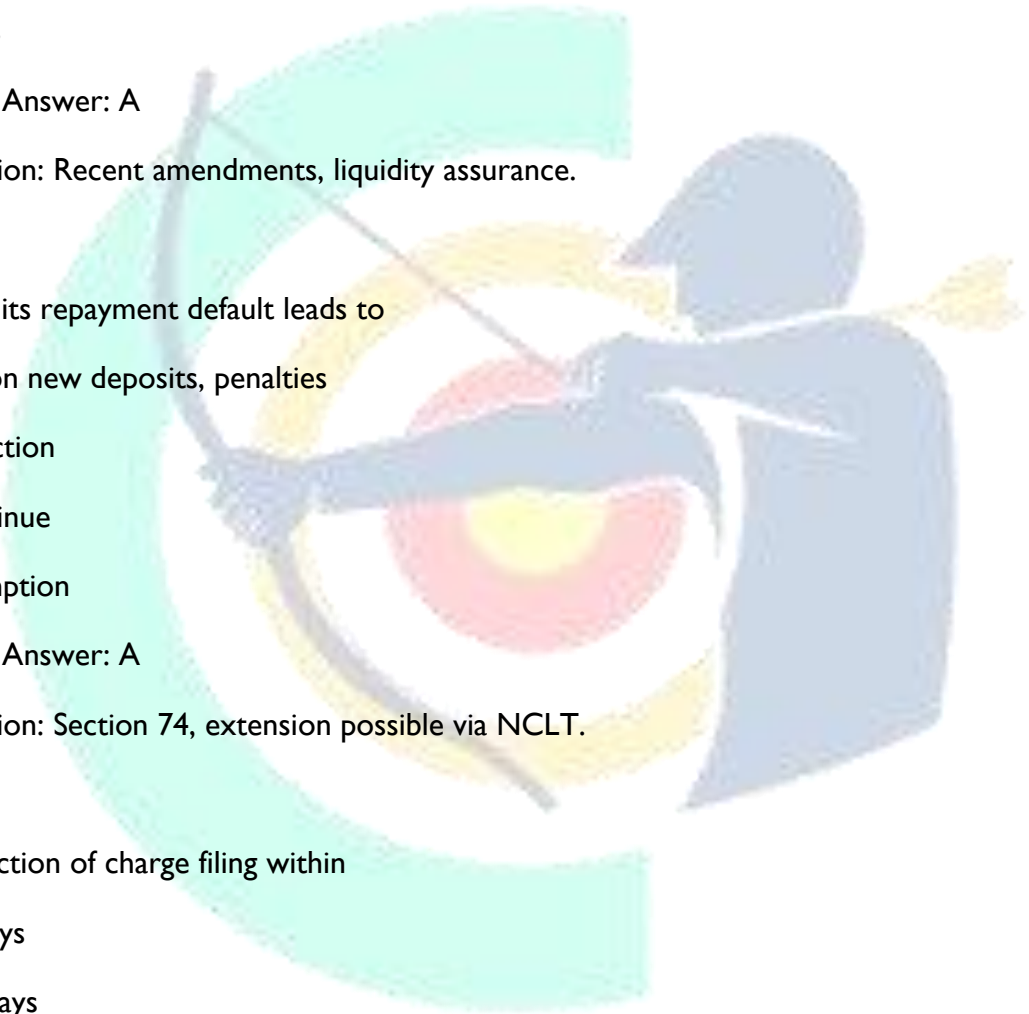 Answer: A
ion: Recent amendments, liquidity assurance.
its repayment default leads to
on new deposits, penalties
ction
inue
nption
Answer: A
ion: Section 74, extension possible via NCLT.
ction of charge filing within
ys
ays